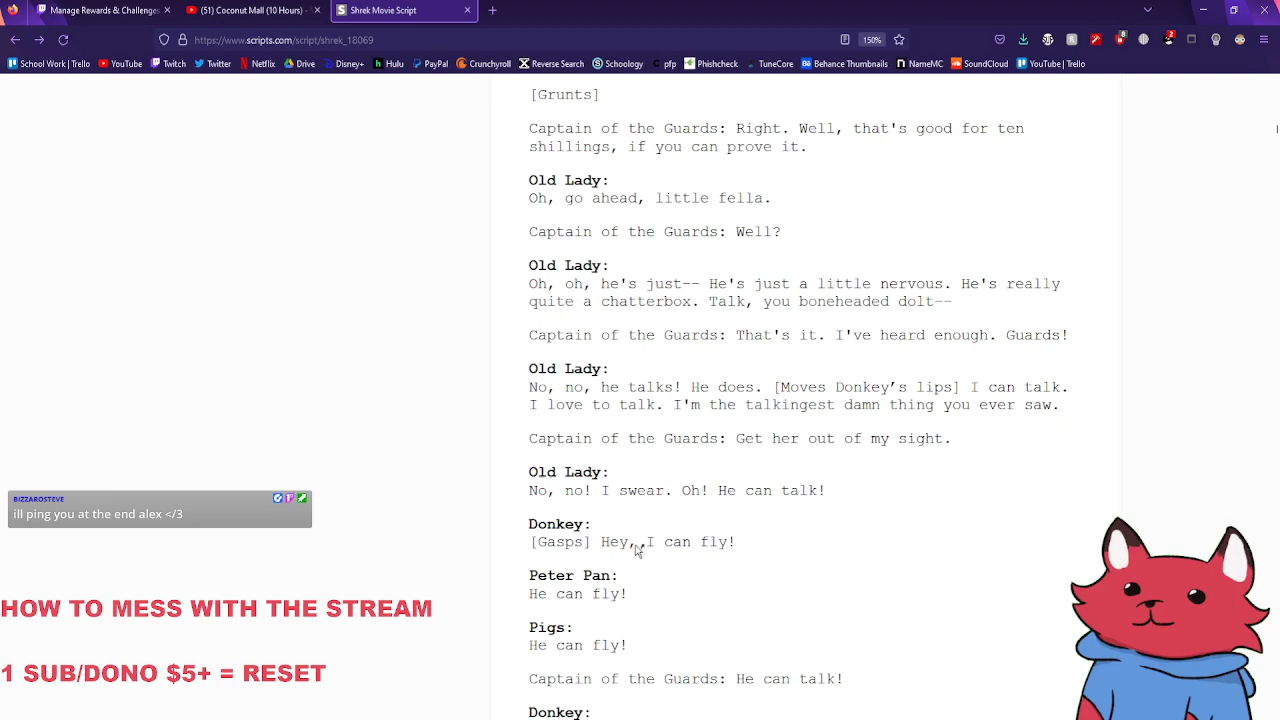 Manage Rewards & Challenges
(51) Coconut Mall (10 Hours) -
Shrek Movie Script
https://www.scripts.com/script/shrek_18069
150%
School Work | Trello
YouTube
Twitch
Twitter
Netflix
Drive
Disney+
Hulu
PayPal
Crunchyroll
Reverse Search
Schoology
pfp
Phishcheck
TuneCore
Behance Thumbnails
NameMC
SoundCloud
YouTube | Trello
[Grunts]
Captain of the Guards: Right. Well, that's good for ten
shillings, if you can prove it.
Old Lady:
Oh, go ahead, little fella.
Captain of the Guards: Well?
Old Lady:
Oh, oh, he's just-- He's just a little nervous. He's really
quite a chatterbox. Talk, you boneheaded dolt--
Captain of the Guards: That's it. I've heard enough. Guards!
Old Lady:
No, no, he talks! He does. [Moves Donkey’s lips] I can talk.
I love to talk. I'm the talkingest damn thing you ever saw.
Captain of the Guards: Get her out of my sight.
Old Lady:
No, no! I swear. Oh! He can talk!
Donkey:
[Gasps] Hey, I can fly!
Peter Pan:
He can fly!
Pigs:
He can fly!
Captain of the Guards: He can talk!
Donkey:
BIZZAROSTEVE
ill ping you at the end alex </3
HOW TO MESS WITH THE STREAM
1 SUB/DONO $5+ = RESET